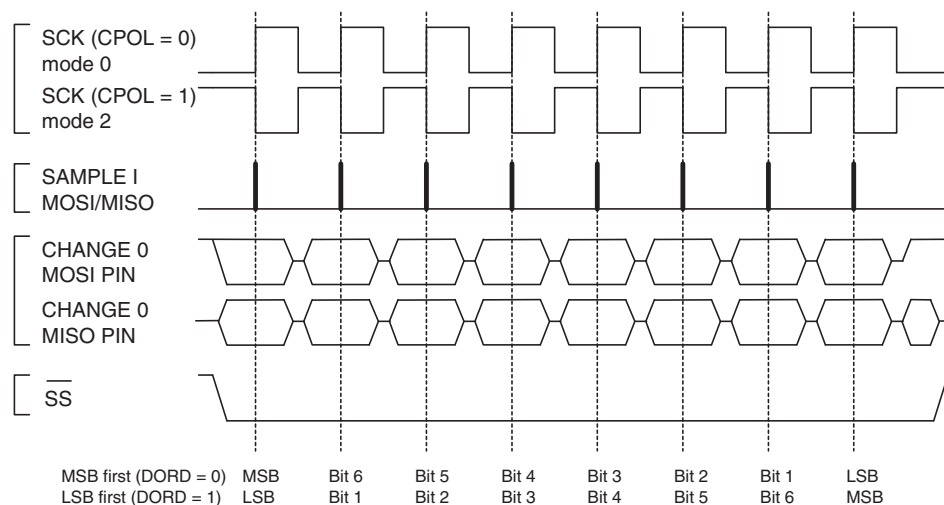 SCK (CPOL = 0)
mode 0
SCK (CPOL = 1)
mode 2
SAMPLE I
MOSI/MISO
CHANGE 0
MOSI PIN
CHANGE 0
MISO PIN
SS
MSB first (DORD = 0) MSB Bit 6 Bit 5 Bit 4 Bit 3 Bit 2 Bit 1 LSB
LSB first (DORD = 1) LSB Bit 1 Bit 2 Bit 3 Bit 4 Bit 5 Bit 6 MSB